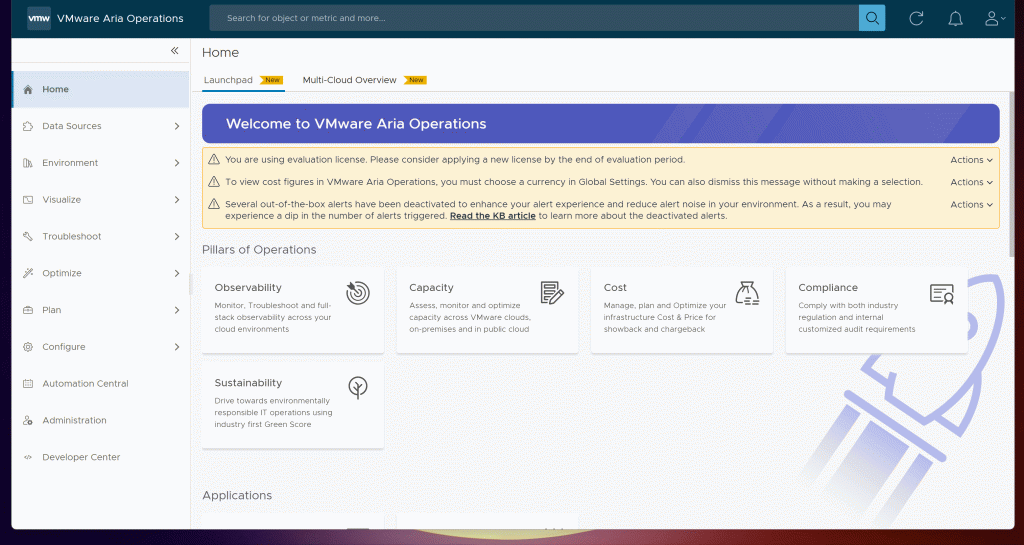 vmw VMware Aria Operations
Search for object or metric and more...
Home
Data Sources
Environment
Visualize
Troubleshoot
Optimize
Plan
Configure
Automation Central
Administration
Developer Center
Home
Launchpad New Multi-Cloud Overview New
Welcome to VMware Aria Operations
You are using evaluation license. Please consider applying a new license by the end of evaluation period. Actions
To view cost figures in VMware Aria Operations, you must choose a currency in Global Settings. You can also dismiss this message without making a selection. Actions
Several out-of-the-box alerts have been deactivated to enhance your alert experience and reduce alert noise in your environment. As a result, you may Actions
experience a dip in the number of alerts triggered. Read the KB article to learn more about the deactivated alerts.
Pillars of Operations
Observability
Monitor, Troubleshoot and full-
stack observability across your
cloud environments
Capacity
Assess, monitor and optimize
capacity across VMware clouds,
on-premises and in public cloud
Cost
Manage, plan and Optimize your
infrastructure Cost & Price for
showback and chargeback
Compliance
Comply with both industry
regulation and internal
customized audit requirements
Sustainability
Drive towards environmentally
responsible IT operations using
industry first Green Score
Applications